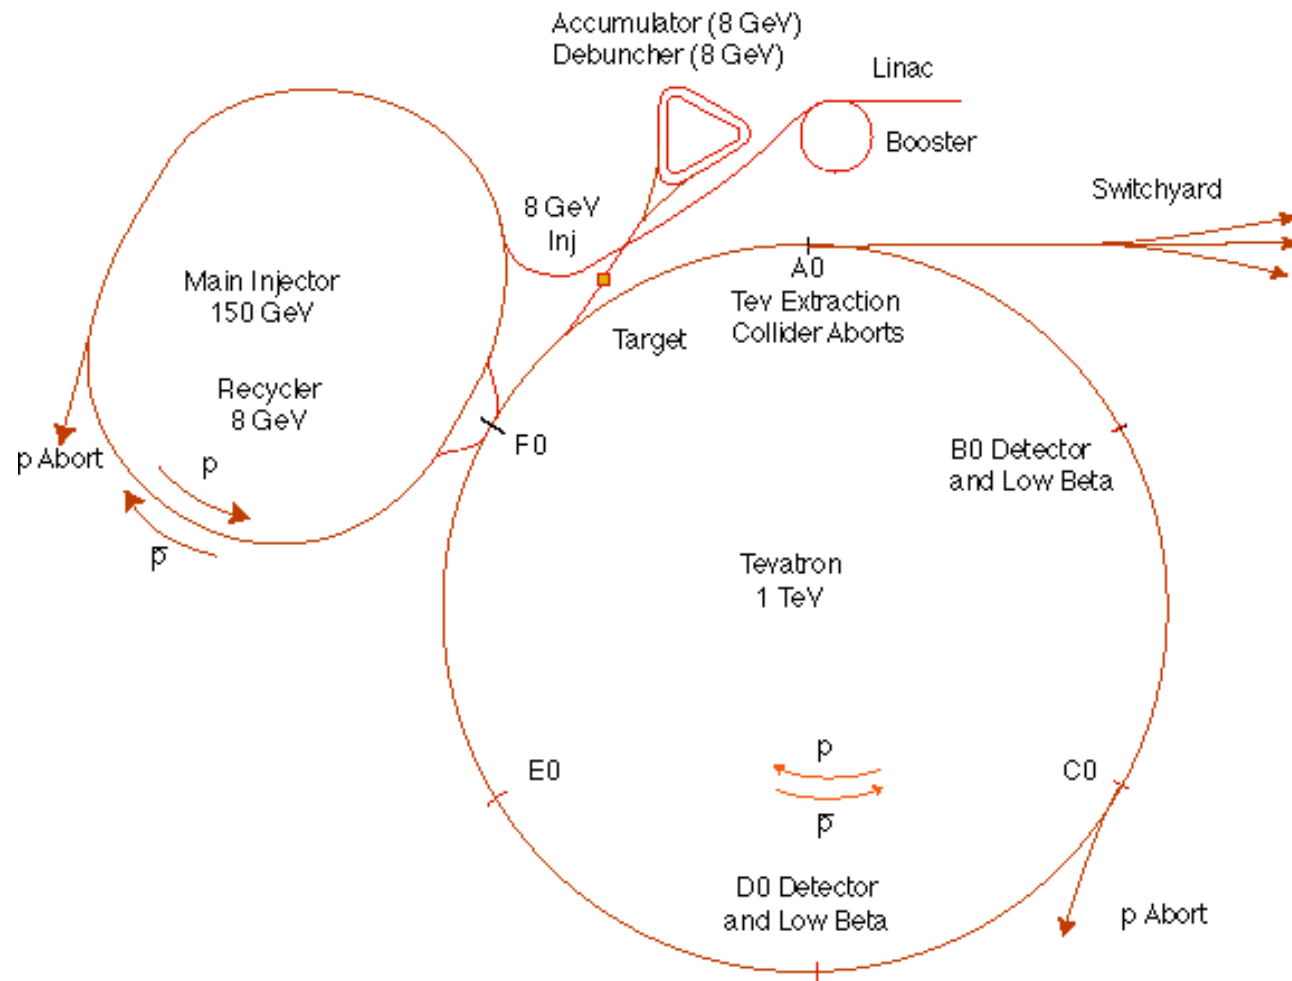 Accumulator (8 GeV)
Debuncher (8 GeV)
Linac
Booster
Switchyard
8 GeV
Inj
A0
Tev Extraction
Collider Aborts
Target
Main Injector
150 GeV
Recycler
8 GeV
p Abort
p
p̅
F0
B0 Detector
and Low Beta
Tevatron
1 TeV
E0
p
p̅
C0
D0 Detector
and Low Beta
p Abort